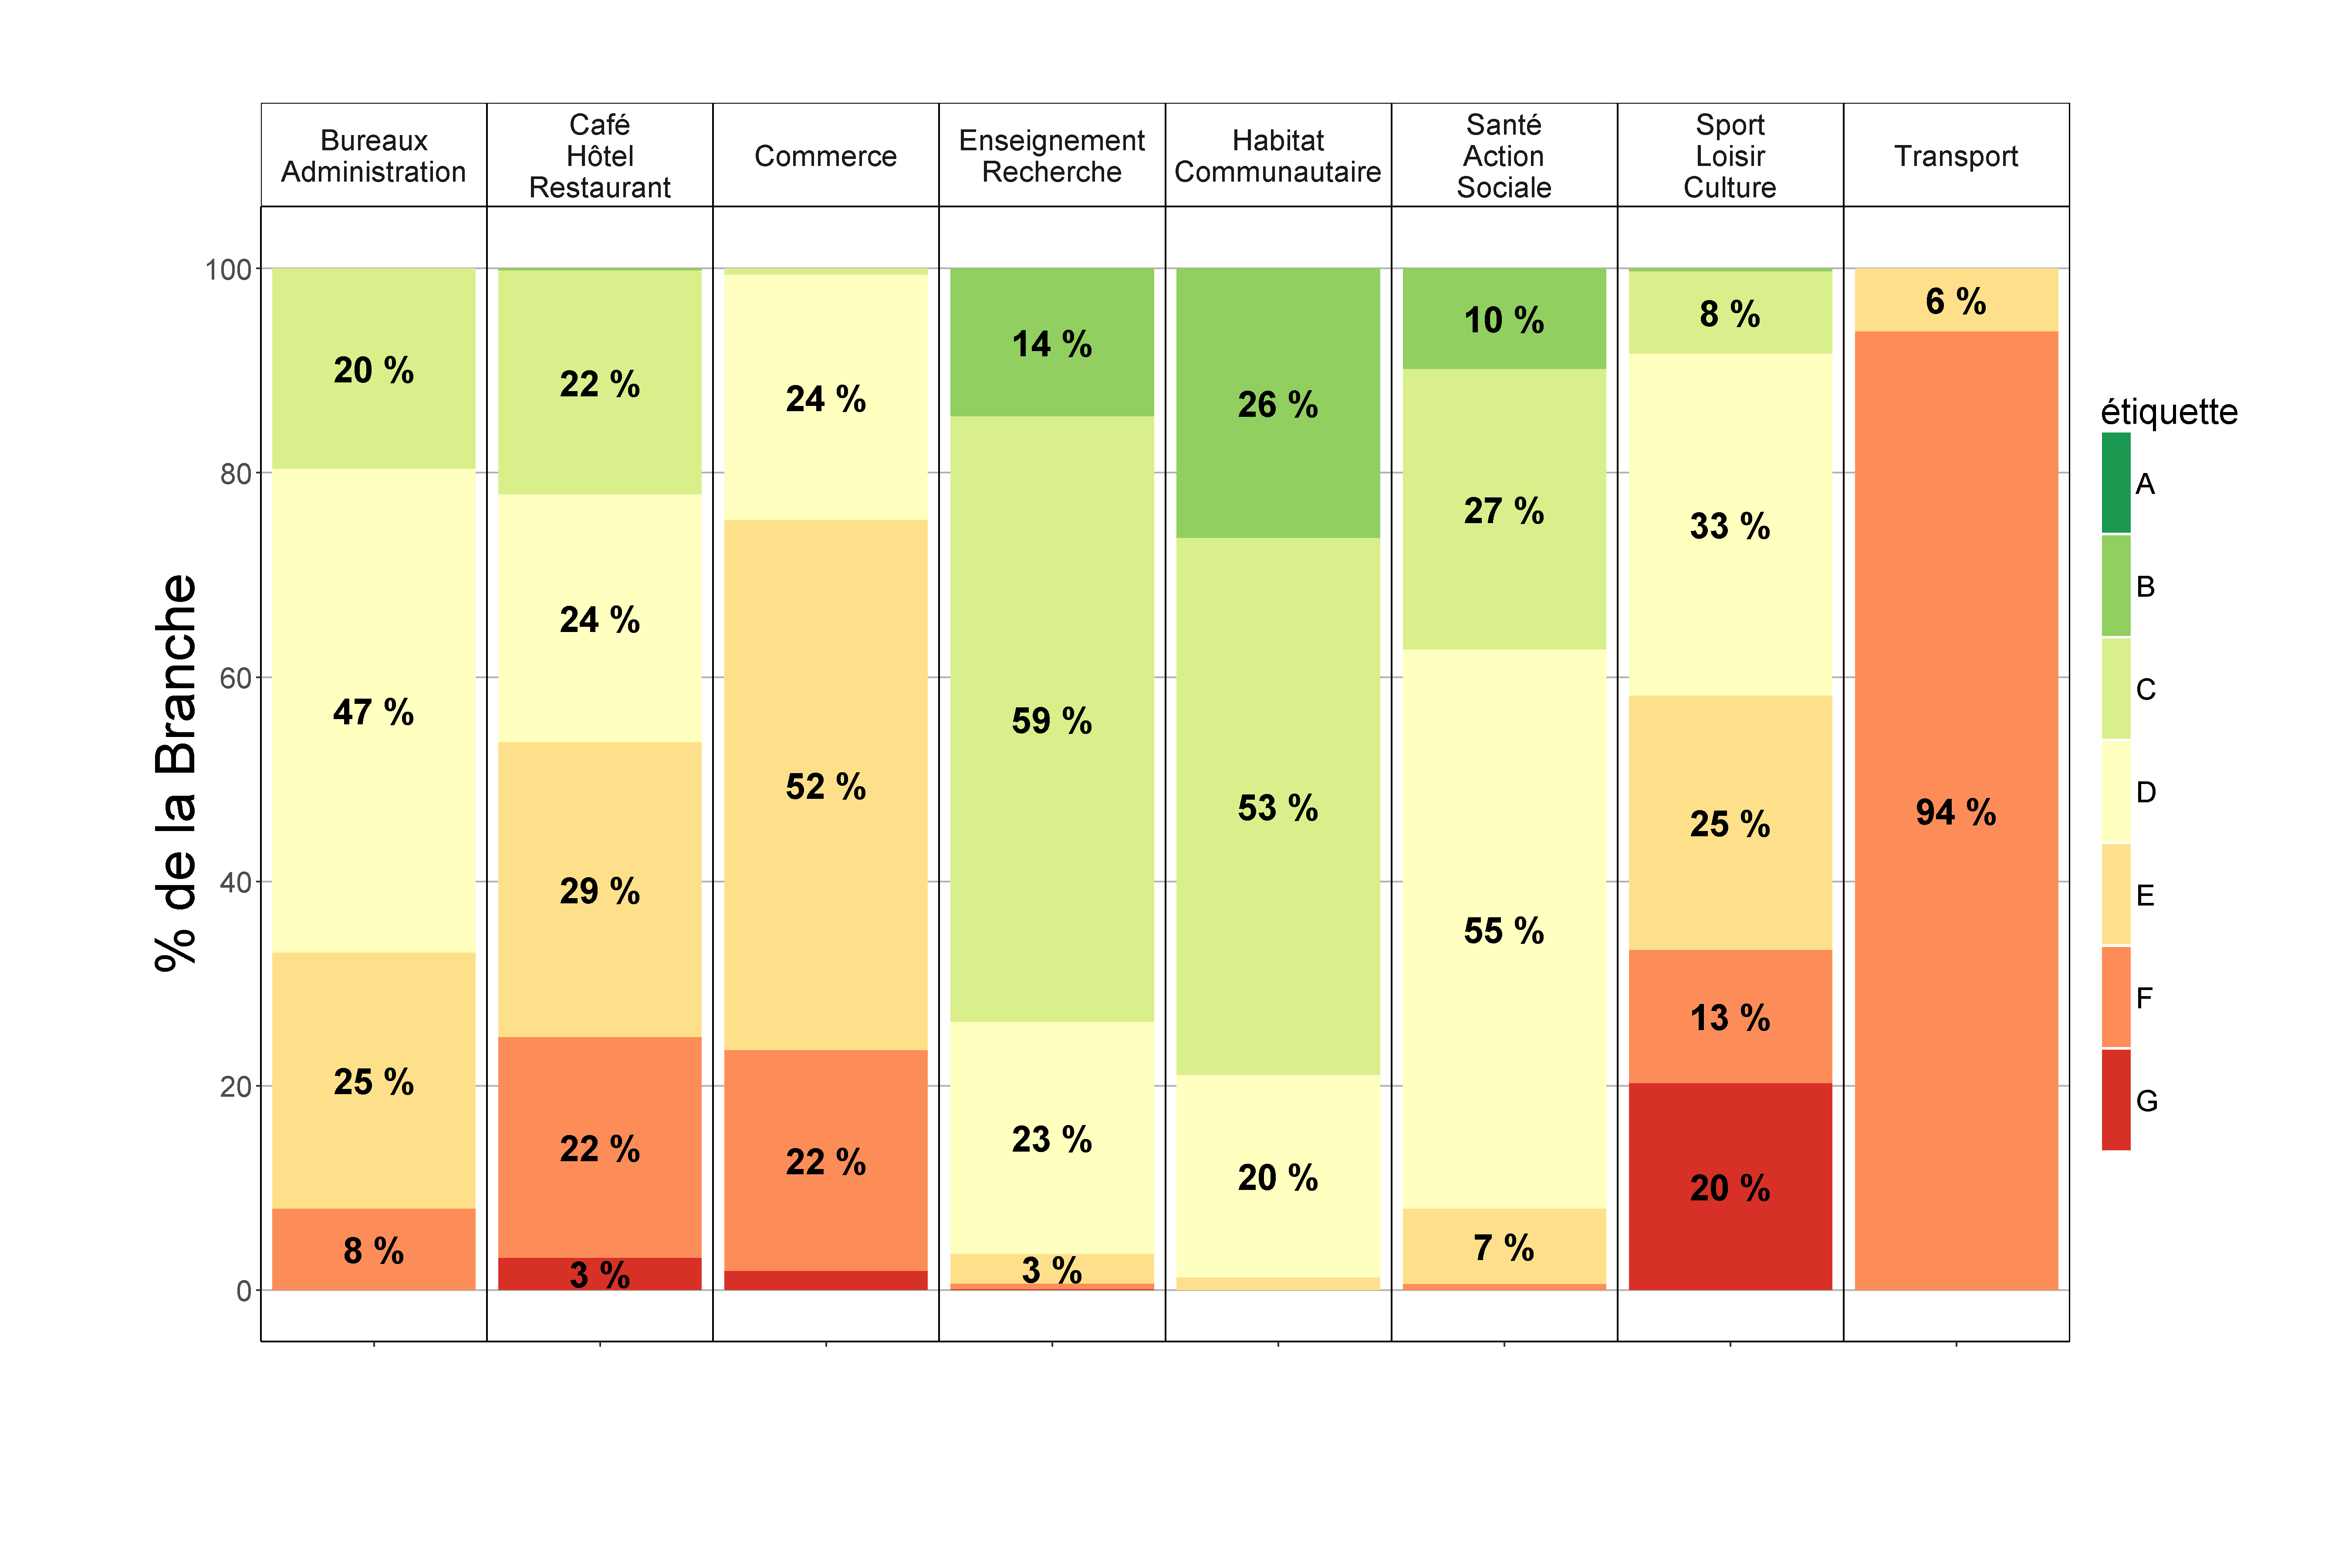 Bureaux
Administration
Café
Hôtel
Restaurant
Commerce
Enseignement
Recherche
Habitat
Communautaire
Santé
Action
Sociale
Sport
Loisir
Culture
Transport
% de la Branche
100
80
60
40
20
0
20 %
47 %
25 %
8 %
22 %
24 %
29 %
22 %
3 %
24 %
52 %
22 %
14 %
59 %
23 %
3 %
26 %
53 %
20 %
10 %
27 %
55 %
7 %
8 %
33 %
25 %
13 %
20 %
6 %
94 %
étiquette
A
B
C
D
E
F
G